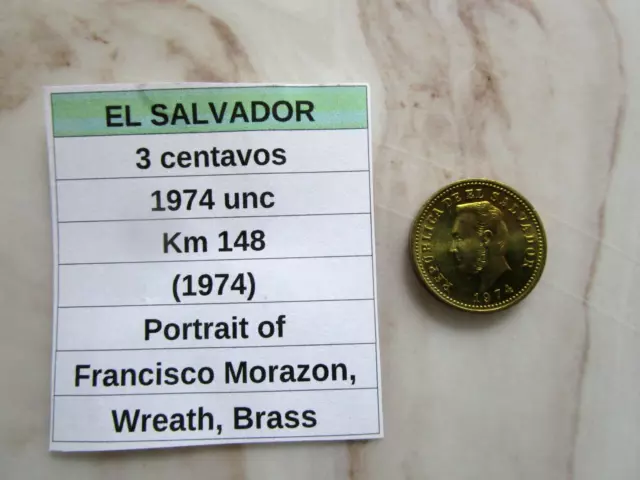 EL SALVADOR
3 centavos
1974 unc
Km 148
(1974)
Portrait of
Francisco Morazon,
Wreath, Brass
REPUBLICA DE EL SALVADOR
1974